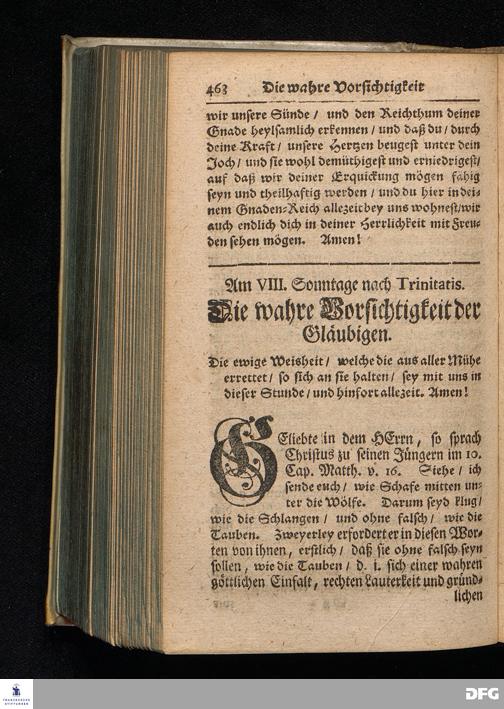 463 Die wahre Vorsichtigkeit
wir unsere Sünde / und den Reichthum deiner
Gnade heylsamlich erkennen / und daß du / durch
deine Kraft / unsere Hertzen beugest unter dein
Joch / und sie wohl demüthigest und erniedrigest /
auf daß wir deiner Erquickung mögen fähig
seyn und theilhaftig werden / und du hier in dei-
nem Gnaden-Reich allezeit bey uns wohnest / wir
auch endlich dich in deiner Herrlichkeit mit Freu-
den sehen mögen. Amen!
Am VIII. Sonntage nach Trinitatis.
Die wahre Vorsichtigkeit der
Gläubigen.
Die ewige Weisheit / welche die aus aller Mühe
errettet / so sich an sie halten / sey mit uns in
dieser Stunde / und hinfort allezeit. Amen!
GEliebte in dem HErrn, so sprach
Christus zu seinen Jüngern im 10.
Cap. Matth. v. 16. Siehe / ich
sende euch / wie Schafe mitten un-
ter die Wölfe. Darum seyd klug /
wie die Schlangen / und ohne falsch / wie die
Tauben. Zweyerley erfordert er in diesen Wor-
ten von ihnen, erstlich / daß sie ohne falsch seyn
sollen, wie die Tauben / d. i. sich einer wahren
göttlichen Einfalt, rechten Lauterkeit und gründ-
lichen
FRANCKESCHE
STIFTUNGEN
DFG